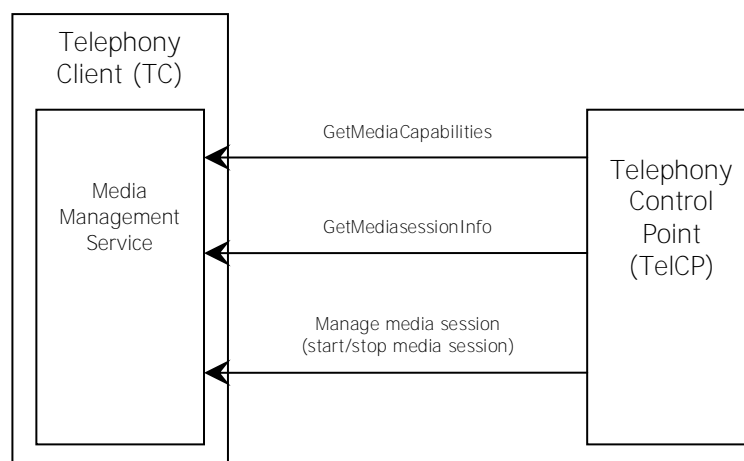 Telephony
Client (TC)
Media
Management
Service
GetMediaCapabilities
GetMediasessionInfo
Manage media session
(start/stop media session)
Telephony
Control
Point
(TelCP)